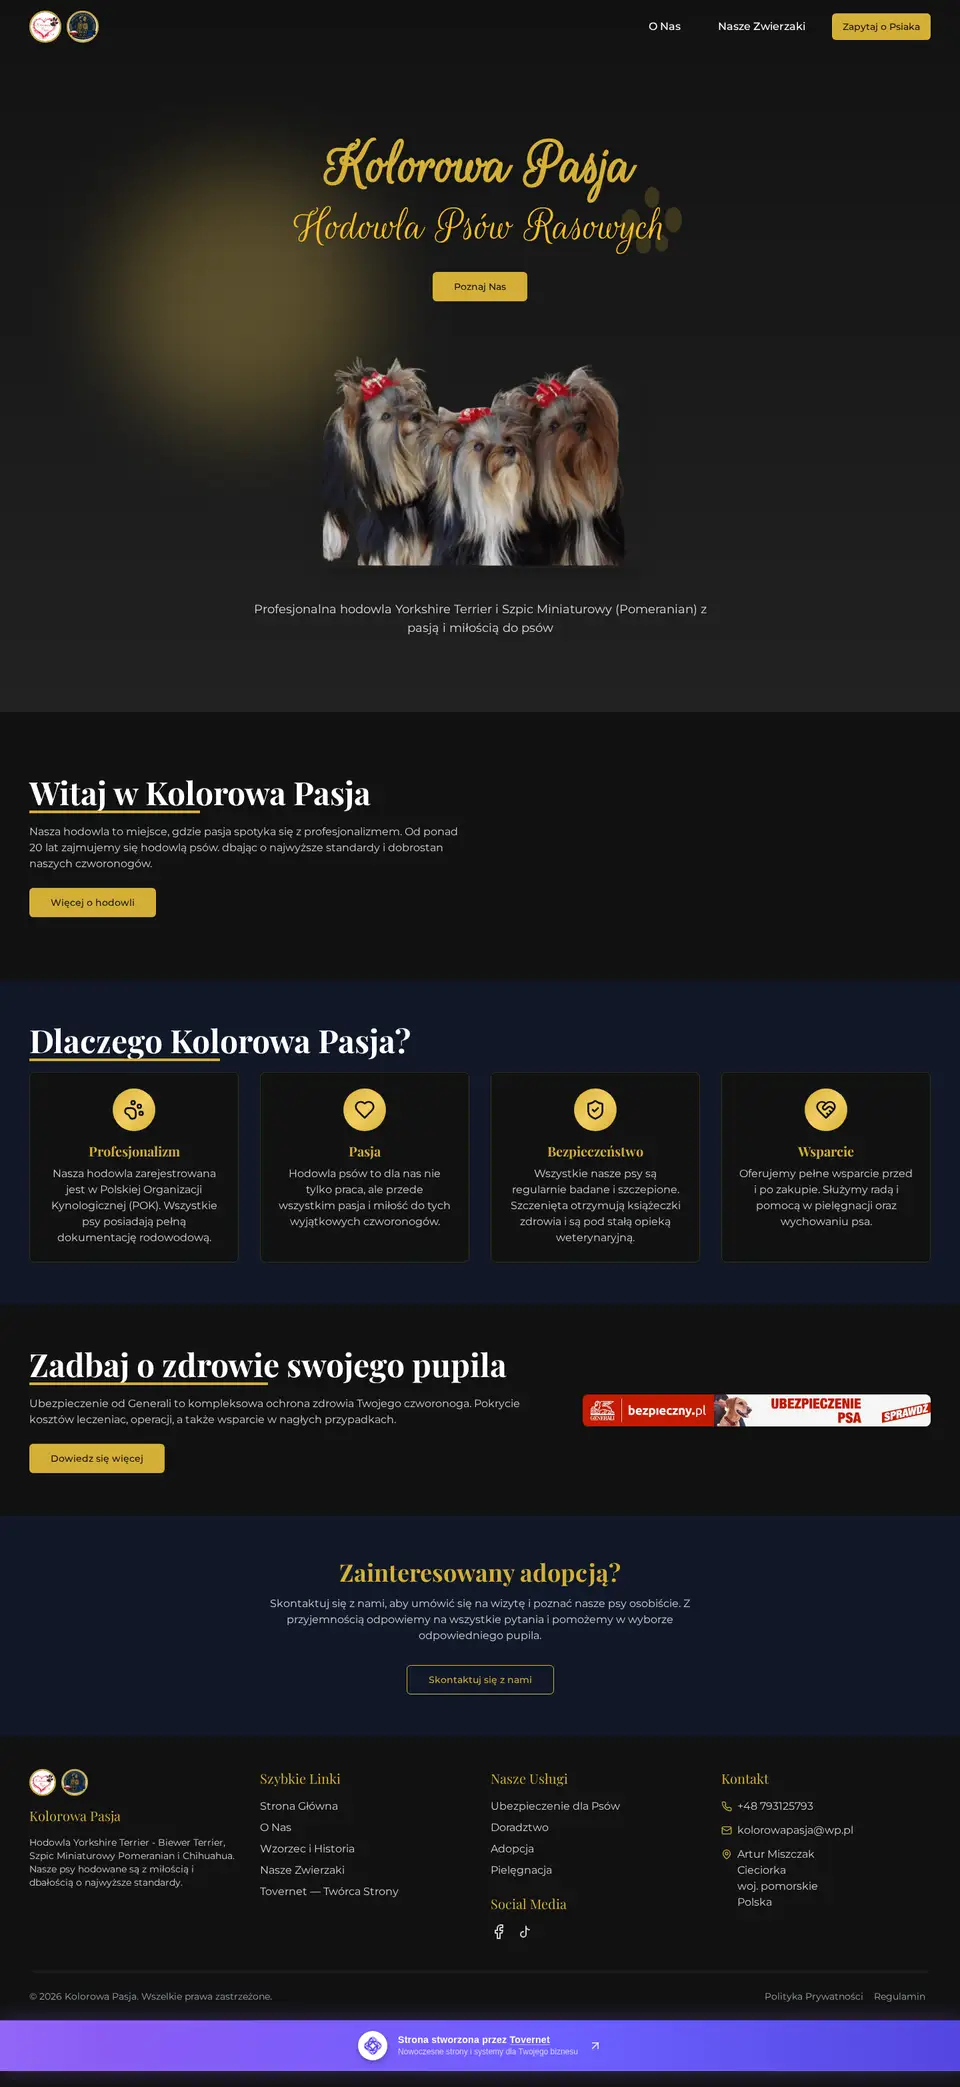 O Nas
Nasze Zwierzaki
Zapytaj o Psiaka
Kolorowa Pasja
Hodowla Psów Rasowych
Poznaj Nas
Profesjonalna hodowla Yorkshire Terrier i Szpic Miniaturowy (Pomeranian) z
pasją i miłością do psów
Witaj w Kolorowa Pasja
Nasza hodowla to miejsce, gdzie pasja spotyka się z profesjonalizmem. Od ponad
20 lat zajmujemy się hodowlą psów. dbając o najwyższe standardy i dobrostan
naszych czworonogów.
Więcej o hodowli
Dlaczego Kolorowa Pasja?
Profesjonalizm
Nasza hodowla zarejestrowana
jest w Polskiej Organizacji
Kynologicznej (POK). Wszystkie
psy posiadają pełną
dokumentację rodowodową.
Pasja
Hodowla psów to dla nas nie
tylko praca, ale przede
wszystkim pasja i miłość do tych
wyjątkowych czworonogów.
Bezpieczeństwo
Wszystkie nasze psy są
regularnie badane i szczepione.
Szczenięta otrzymują książeczki
zdrowia i są pod stałą opieką
weterynaryjną.
Wsparcie
Oferujemy pełne wsparcie przed
i po zakupie. Służymy radą i
pomocą w pielęgnacji oraz
wychowaniu psa.
Zadbaj o zdrowie swojego pupila
Ubezpieczenie od Generali to kompleksowa ochrona zdrowia Twojego czworonoga. Pokrycie
kosztów leczeniac, operacji, a także wsparcie w nagłych przypadkach.
Dowiedz się więcej
GENERALI
bezpieczny.pl
UBEZPIECZENIE
PSA
SPRAWDŹ
Zainteresowany adopcją?
Skontaktuj się z nami, aby umówić się na wizytę i poznać nasze psy osobiście. Z
przyjemnością odpowiemy na wszystkie pytania i pomożemy w wyborze
odpowiedniego pupila.
Skontaktuj się z nami
Kolorowa Pasja
Hodowla Yorkshire Terrier - Biewer Terrier,
Szpic Miniaturowy Pomeranian i Chihuahua.
Nasze psy hodowane są z miłością i
dbałością o najwyższe standardy.
Szybkie Linki
Strona Główna
O Nas
Wzorzec i Historia
Nasze Zwierzaki
Tovernet — Twórca Strony
Nasze Usługi
Ubezpieczenie dla Psów
Doradztwo
Adopcja
Pielęgnacja
Social Media
Kontakt
+48 793125793
kolorowapasja@wp.pl
Artur Miszczak
Cieciorka
woj. pomorskie
Polska
© 2026 Kolorowa Pasja. Wszelkie prawa zastrzeżone.
Polityka Prywatności
Regulamin
Strona stworzona przez Tovernet
Nowoczesne strony i systemy dla Twojego biznesu